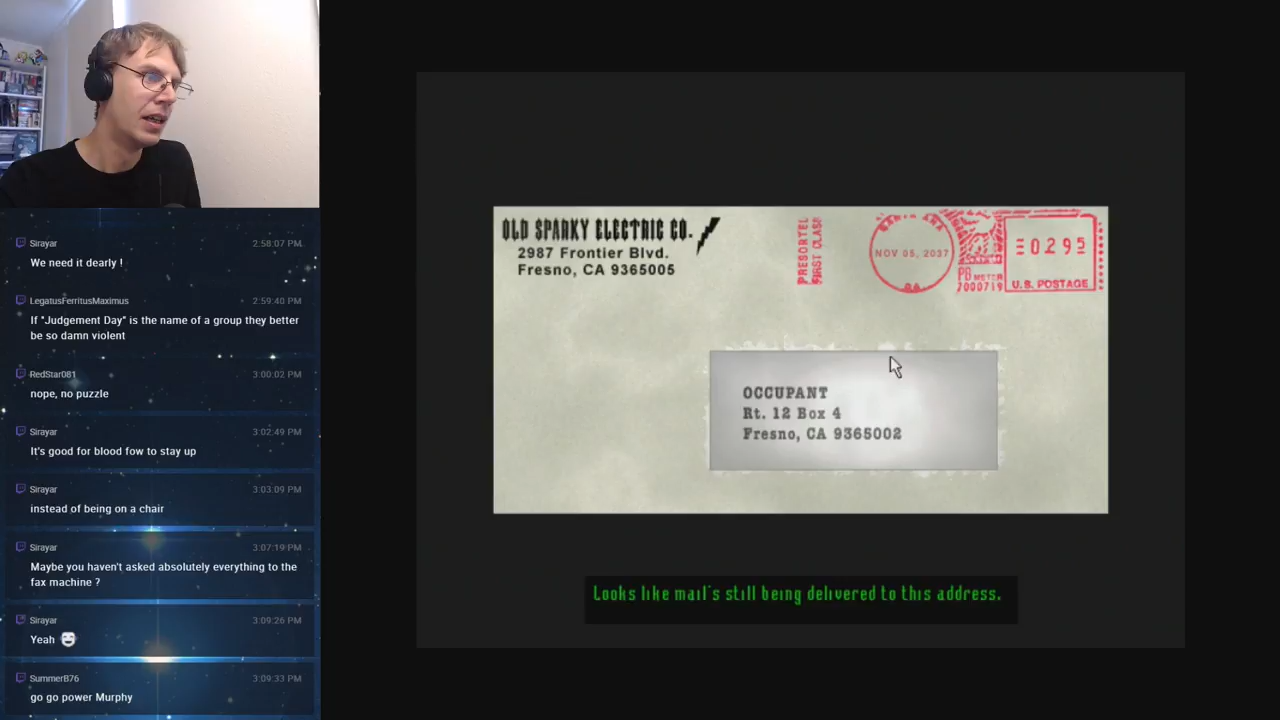 Sirayar 2:58:07 PM
We need it dearly !
LegatusFerritusMaximus 2:59:40 PM
If "Judgement Day" is the name of a group they better
be so damn violent
RedStar081 3:00:02 PM
nope, no puzzle
Sirayar 3:02:49 PM
It's good for blood fow to stay up
Sirayar 3:03:09 PM
instead of being on a chair
Sirayar 3:07:19 PM
Maybe you haven't asked absolutely everything to the
fax machine ?
Sirayar 3:09:26 PM
Yeah
SummerB76 3:09:33 PM
go go power Murphy
OLD SPARKY ELECTRIC CO.
2987 Frontier Blvd.
Fresno, CA 9365005
FIRST CLASS
SANTA ANA
NOV 05, 2037
CA
PB METER
7000719
0295
U.S. POSTAGE
OCCUPANT
Rt. 12 Box 4
Fresno, CA 9365002
Looks like mail's still being delivered to this address.